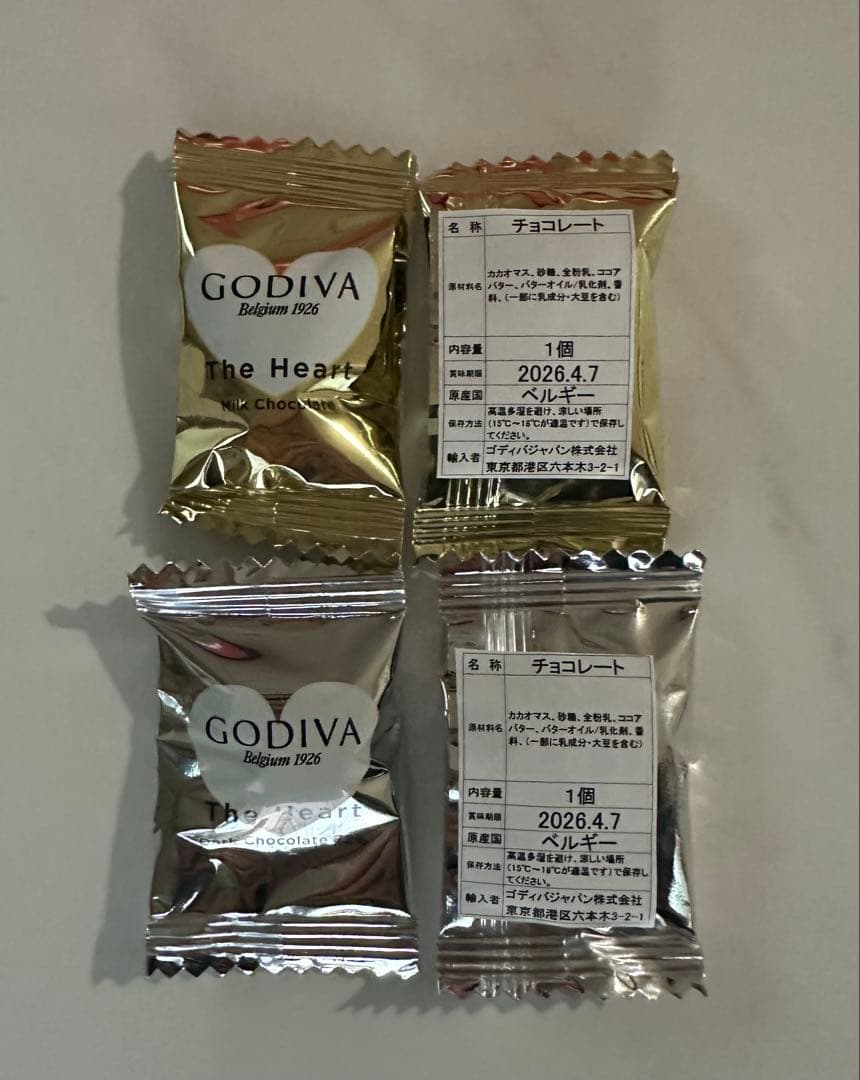 GODIVA
Belgium 1926
The Heart
Milk Chocolate
名 称 チョコレート
原材料名 カカオマス、砂糖、全粉乳、ココア
バター、バターオイル/乳化剤、香
料、(一部に乳成分・大豆を含む)
内容量 1個
賞味期限 2026.4.7
原産国 ベルギー
保存方法 高温多湿を避け、涼しい場所
(15℃～18℃が適温です)で保存し
てください。
輸入者 ゴディバジャパン株式会社
東京都港区六本木3-2-1
GODIVA
Belgium 1926
The Heart
Dark Chocolate
名 称 チョコレート
原材料名 カカオマス、砂糖、全粉乳、ココア
バター、バターオイル/乳化剤、香
料、(一部に乳成分・大豆を含む)
内容量 1個
賞味期限 2026.4.7
原産国 ベルギー
保存方法 高温多湿を避け、涼しい場所
(15℃～18℃が適温です)で保存し
てください。
輸入者 ゴディバジャパン株式会社
東京都港区六本木3-2-1